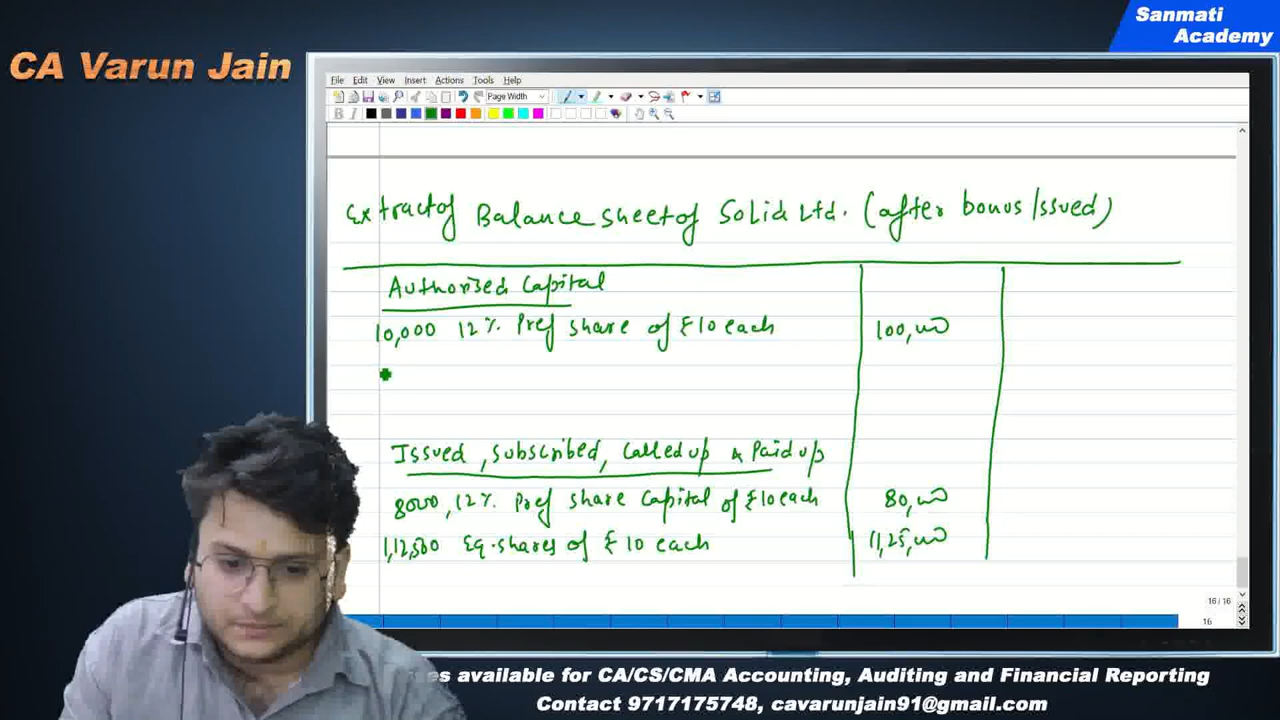 Sanmati
Academy
CA Varun Jain
File Edit View Insert Actions Tools Help
Page Width
B I
Extract of Balance sheet of Solid Ltd. (after bonus issued)
Authorised Capital
10,000 12% Pref share of ₹10 each 100,000
Issued, subscribed, Called up & Paid up
8000, 12% Pref share Capital of ₹10 each 80,000
1,12,500 Eq. shares of ₹10 each 11,25,000
16 / 16
16
es available for CA/CS/CMA Accounting, Auditing and Financial Reporting
Contact 9717175748, cavarunjain91@gmail.com